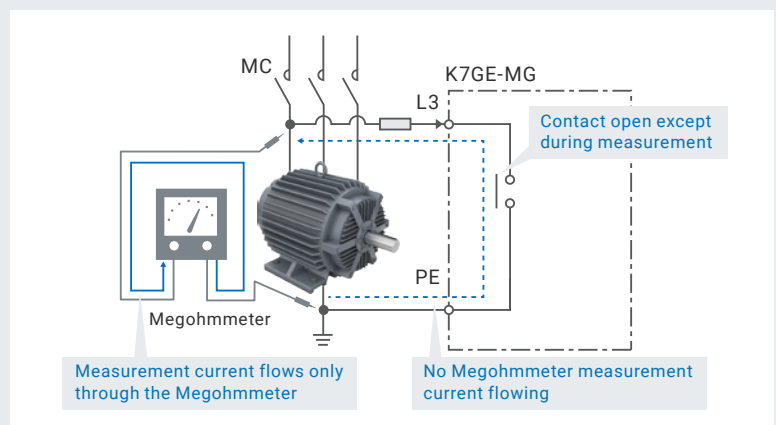 MC
K7GE-MG
L3
Contact open except
during measurement
PE
Megohmmeter
Measurement current flows only
through the Megohmmeter
No Megohmmeter measurement
current flowing